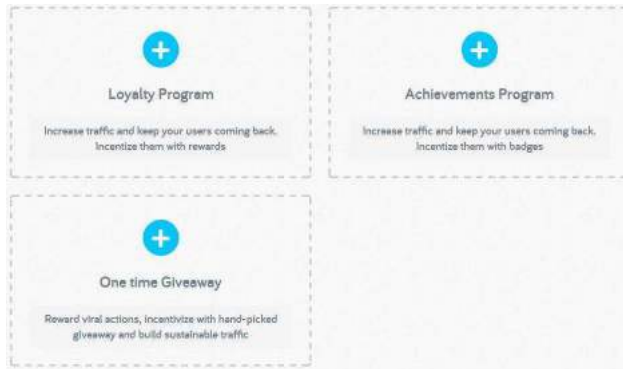 Loyalty Program
Increase traffic and keep your users coming back.
Incentize them with rewards
Achievements Program
Increase traffic and keep your users coming back.
Incentize them with badges
One time Giveaway
Reward viral actions, incentivize with hand-picked
giveaway and build sustainable traffic